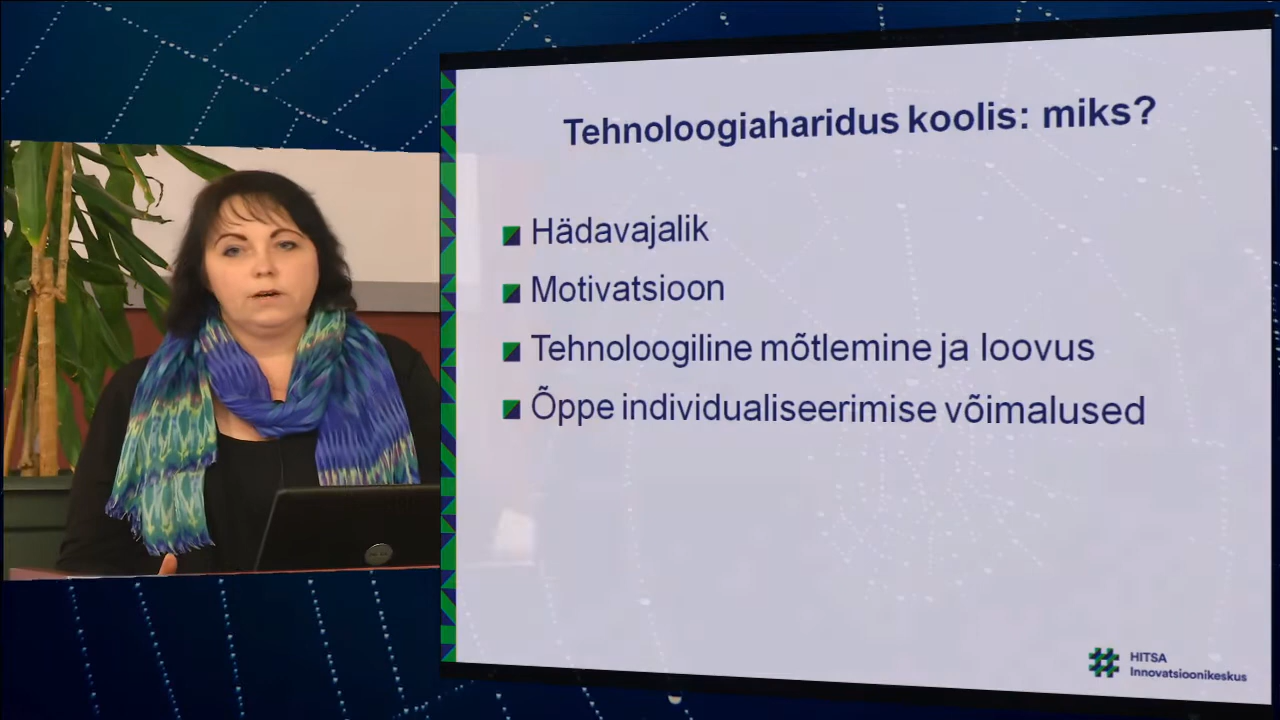 Tehnoloogiaharidus koolis: miks?
Hädavajalik
Motivatsioon
Tehnoloogiline mõtlemine ja loovus
Õppe individualiseerimise võimalused
HITSA
Innovatsioonikeskus